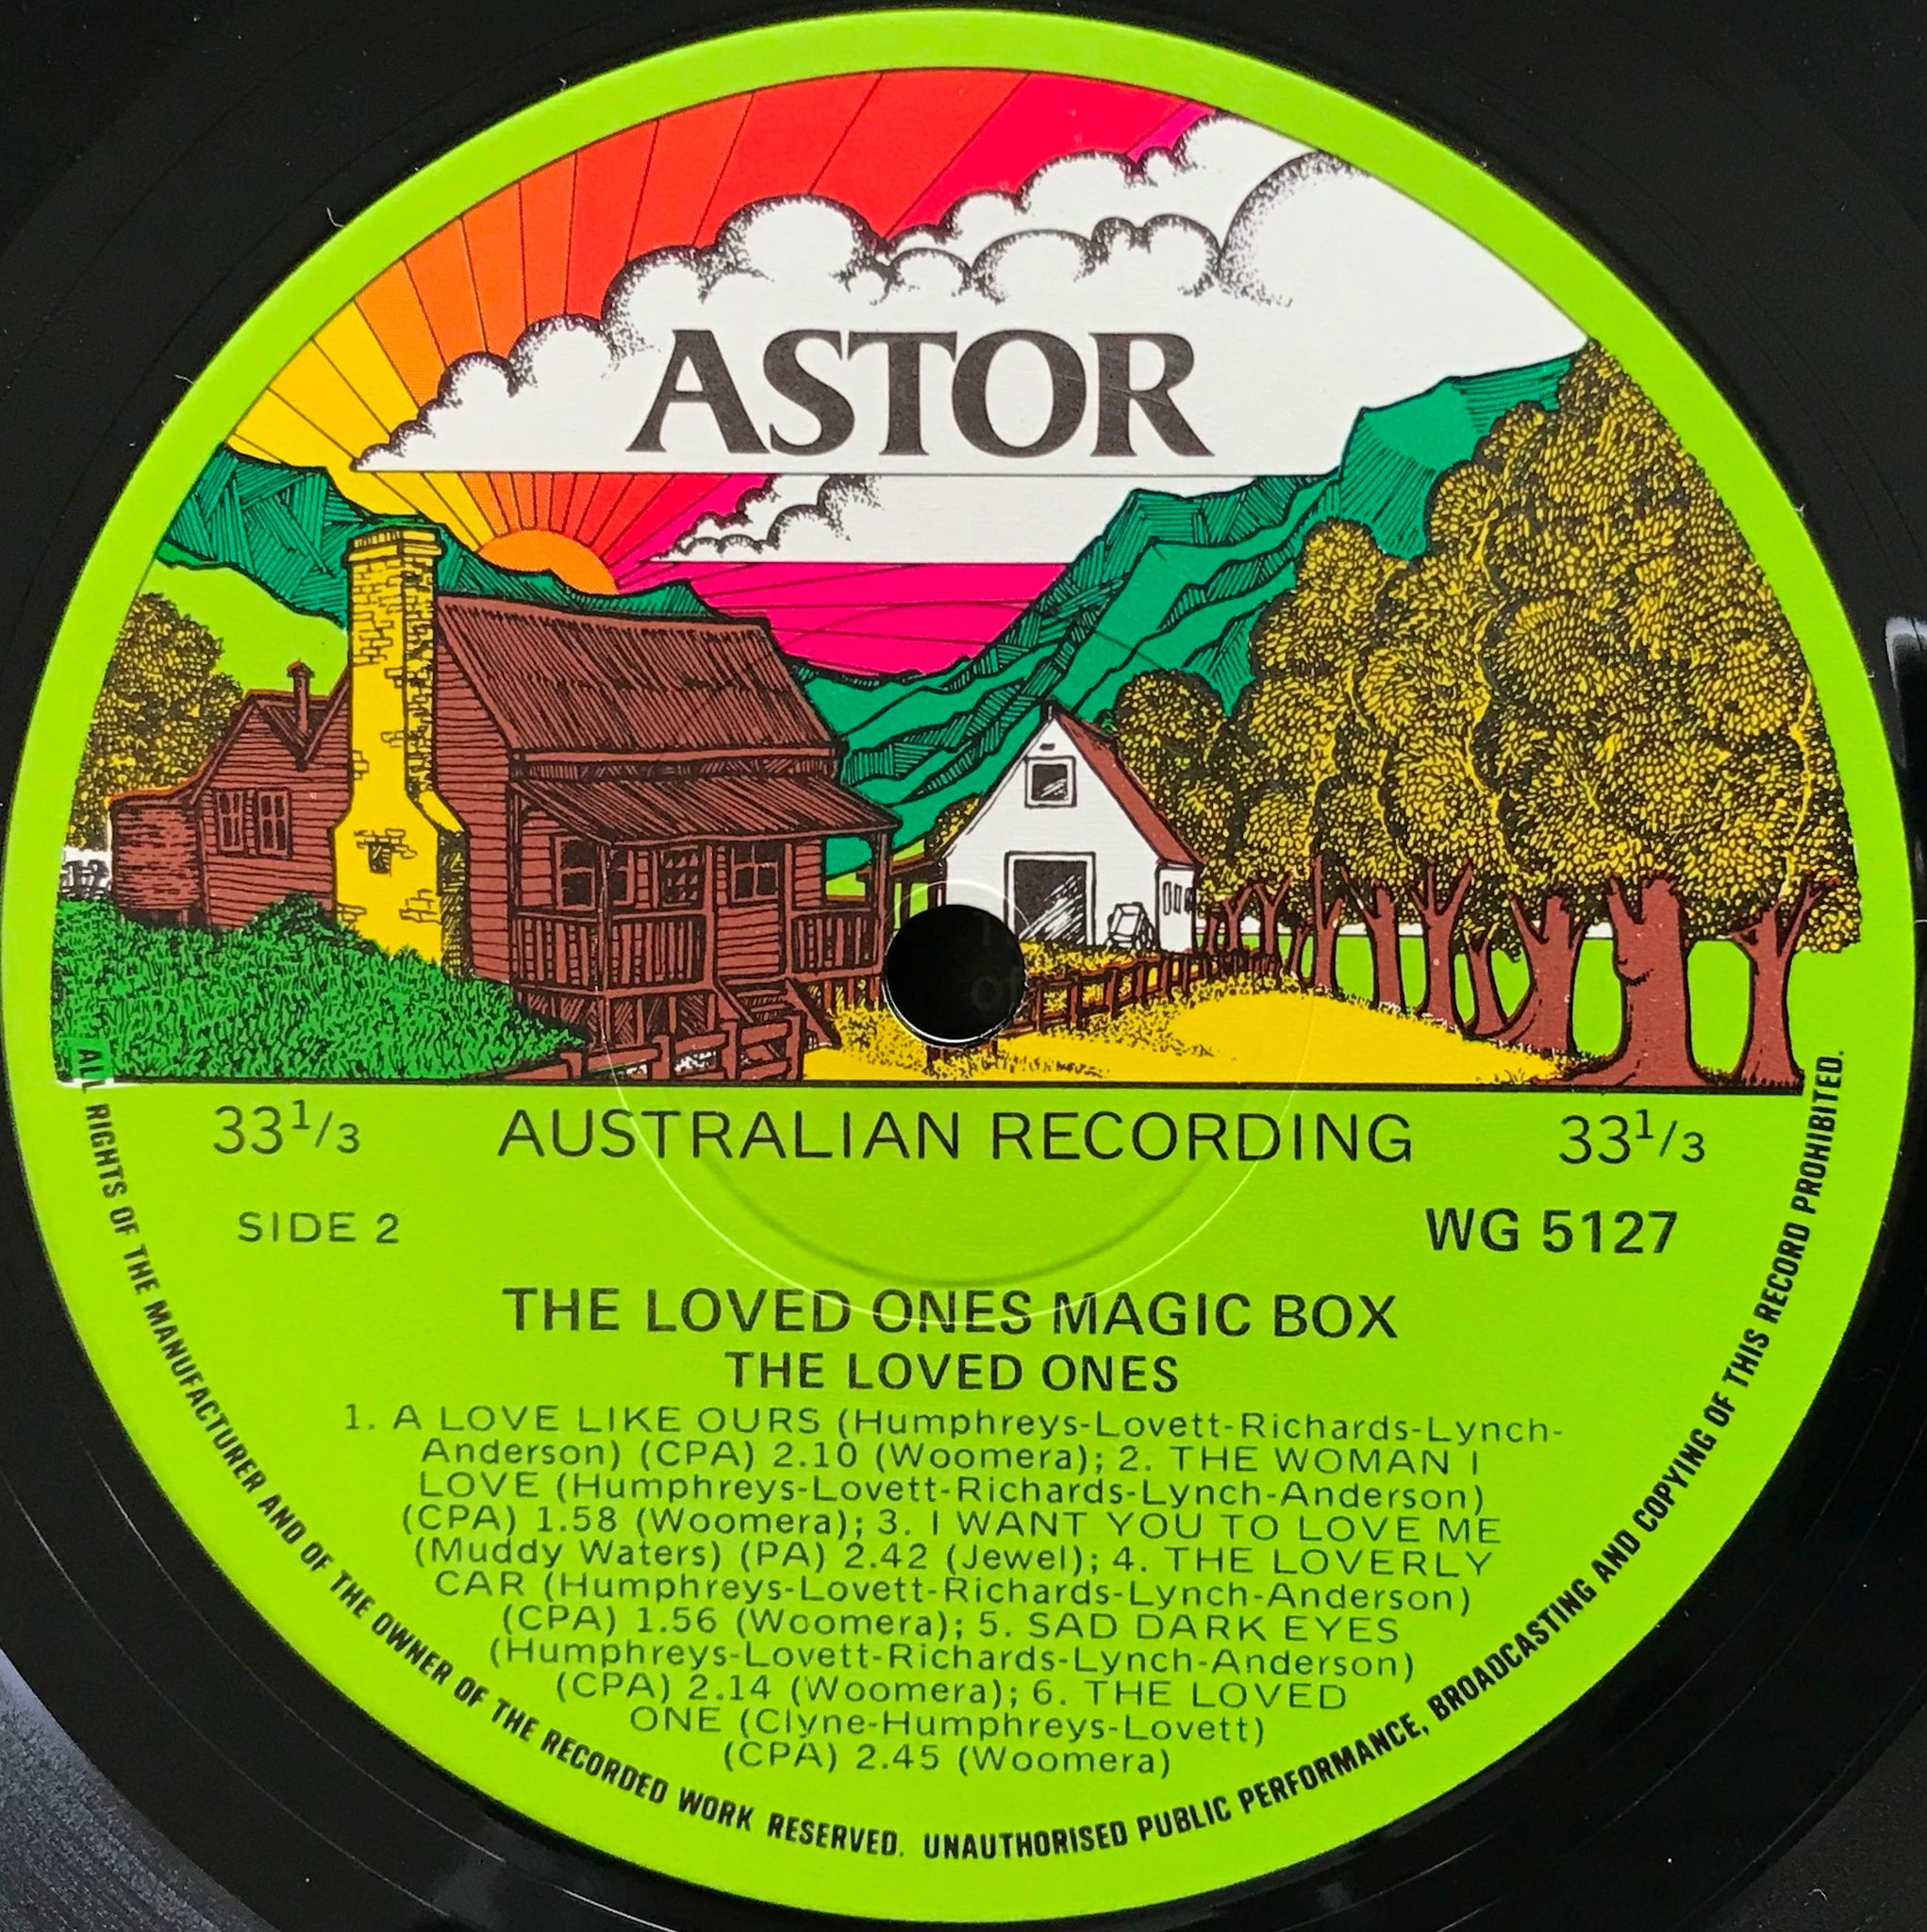 ASTOR
33 1/3 AUSTRALIAN RECORDING 33 1/3
SIDE 2 WG 5127
THE LOVED ONES MAGIC BOX
THE LOVED ONES
1. A LOVE LIKE OURS (Humphreys-Lovett-Richards-Lynch-
Anderson) (CPA) 2.10 (Woomera); 2. THE WOMAN I
LOVE (Humphreys-Lovett-Richards-Lynch-Anderson)
(CPA) 1.58 (Woomera); 3. I WANT YOU TO LOVE ME
(Muddy Waters) (PA) 2.42 (Jewel); 4. THE LOVERLY
CAR (Humphreys-Lovett-Richards-Lynch-Anderson)
(CPA) 1.56 (Woomera); 5. SAD DARK EYES
(Humphreys-Lovett-Richards-Lynch-Anderson)
(CPA) 2.14 (Woomera); 6. THE LOVED
ONE (Clyne-Humphreys-Lovett)
(CPA) 2.45 (Woomera)
ALL RIGHTS OF THE MANUFACTURER AND OF THE OWNER OF THE RECORDED WORK RESERVED. UNAUTHORISED PUBLIC PERFORMANCE, BROADCASTING AND COPYING OF THIS RECORD PROHIBITED.